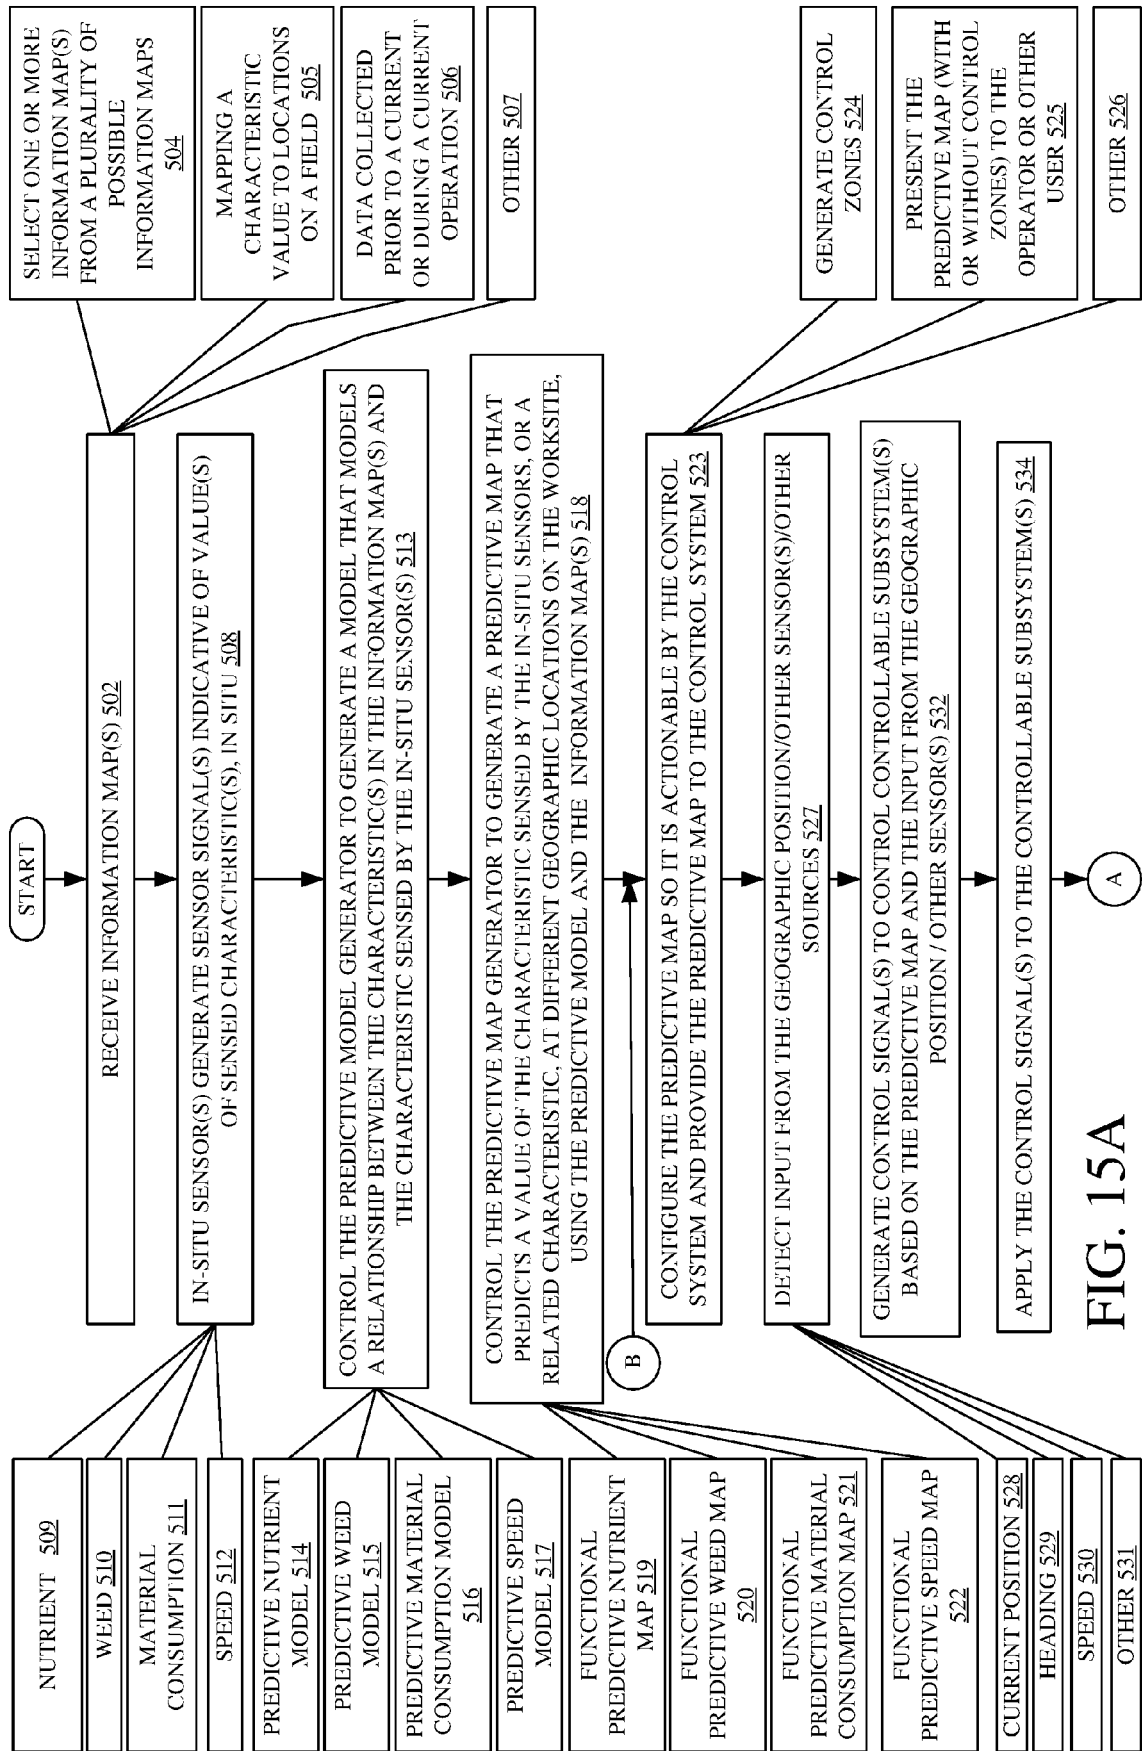 START
RECEIVE INFORMATION MAP(S) 502
SELECT ONE OR MORE
INFORMATION MAP(S)
FROM A PLURALITY OF
POSSIBLE
INFORMATION MAPS
504
MAPPING A
CHARACTERISTIC
VALUE TO LOCATIONS
ON A FIELD 505
DATA COLLECTED
PRIOR TO A CURRENT
OR DURING A CURRENT
OPERATION 506
OTHER 507
IN-SITU SENSOR(S) GENERATE SENSOR SIGNAL(S) INDICATIVE OF VALUE(S)
OF SENSED CHARACTERISTIC(S), IN SITU 508
NUTRIENT 509
WEED 510
MATERIAL
CONSUMPTION 511
SPEED 512
CONTROL THE PREDICTIVE MODEL GENERATOR TO GENERATE A MODEL THAT MODELS
A RELATIONSHIP BETWEEN THE CHARACTERISTIC(S) IN THE INFORMATION MAP(S) AND
THE CHARACTERISTIC SENSED BY THE IN-SITU SENSOR(S) 513
PREDICTIVE NUTRIENT
MODEL 514
PREDICTIVE WEED
MODEL 515
PREDICTIVE MATERIAL
CONSUMPTION MODEL
516
PREDICTIVE SPEED
MODEL 517
CONTROL THE PREDICTIVE MAP GENERATOR TO GENERATE A PREDICTIVE MAP THAT
PREDICTS A VALUE OF THE CHARACTERISTIC SENSED BY THE IN-SITU SENSORS, OR A
RELATED CHARACTERISTIC, AT DIFFERENT GEOGRAPHIC LOCATIONS ON THE WORKSITE,
USING THE PREDICTIVE MODEL AND THE INFORMATION MAP(S) 518
FUNCTIONAL
PREDICTIVE NUTRIENT
MAP 519
FUNCTIONAL
PREDICTIVE WEED MAP
520
FUNCTIONAL
PREDICTIVE MATERIAL
CONSUMPTION MAP 521
FUNCTIONAL
PREDICTIVE SPEED MAP
522
B
CONFIGURE THE PREDICTIVE MAP SO IT IS ACTIONABLE BY THE CONTROL
SYSTEM AND PROVIDE THE PREDICTIVE MAP TO THE CONTROL SYSTEM 523
GENERATE CONTROL
ZONES 524
PRESENT THE
PREDICTIVE MAP (WITH
OR WITHOUT CONTROL
ZONES) TO THE
OPERATOR OR OTHER
USER 525
OTHER 526
DETECT INPUT FROM THE GEOGRAPHIC POSITION/OTHER SENSOR(S)/OTHER
SOURCES 527
CURRENT POSITION 528
HEADING 529
SPEED 530
OTHER 531
GENERATE CONTROL SIGNAL(S) TO CONTROL CONTROLLABLE SUBSYSTEM(S)
BASED ON THE PREDICTIVE MAP AND THE INPUT FROM THE GEOGRAPHIC
POSITION / OTHER SENSOR(S) 532
APPLY THE CONTROL SIGNAL(S) TO THE CONTROLLABLE SUBSYSTEM(S) 534
A
FIG. 15A